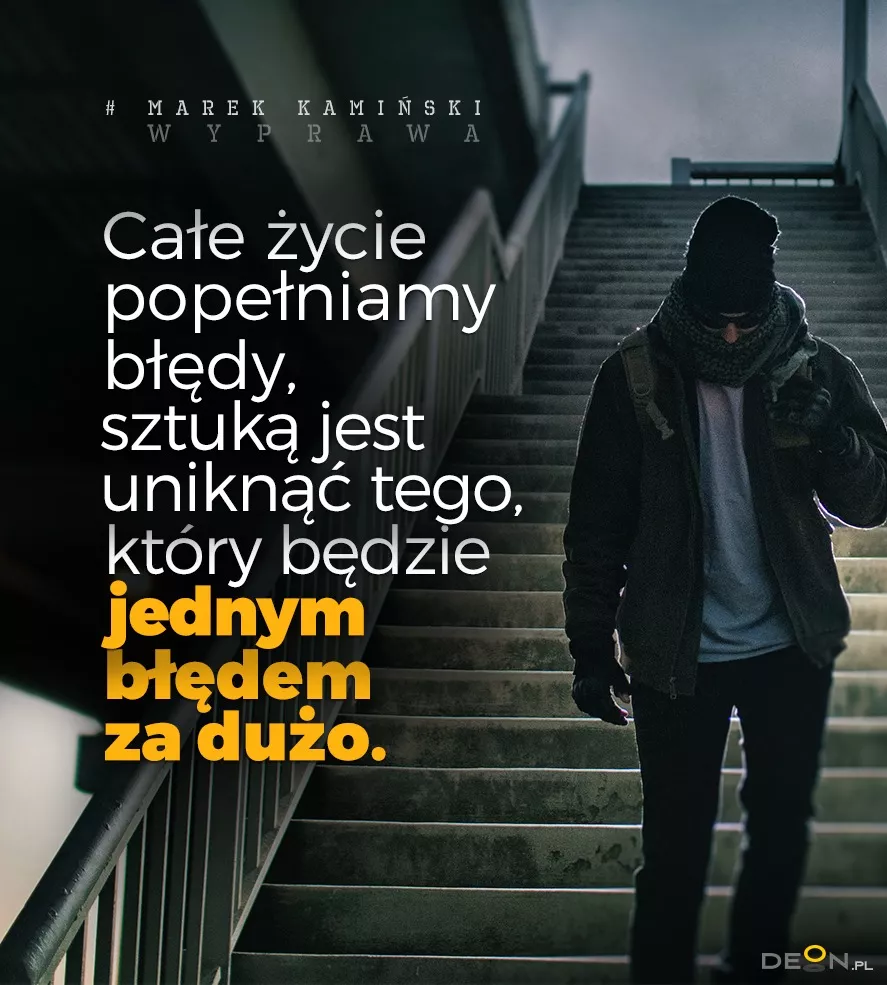 # MAREK KAMIŃSKI
WYPRAWA
Całe życie
popełniamy
błędy,
sztuką jest
uniknąć tego,
który będzie
jednym
błędem
za dużo.
DEON.PL